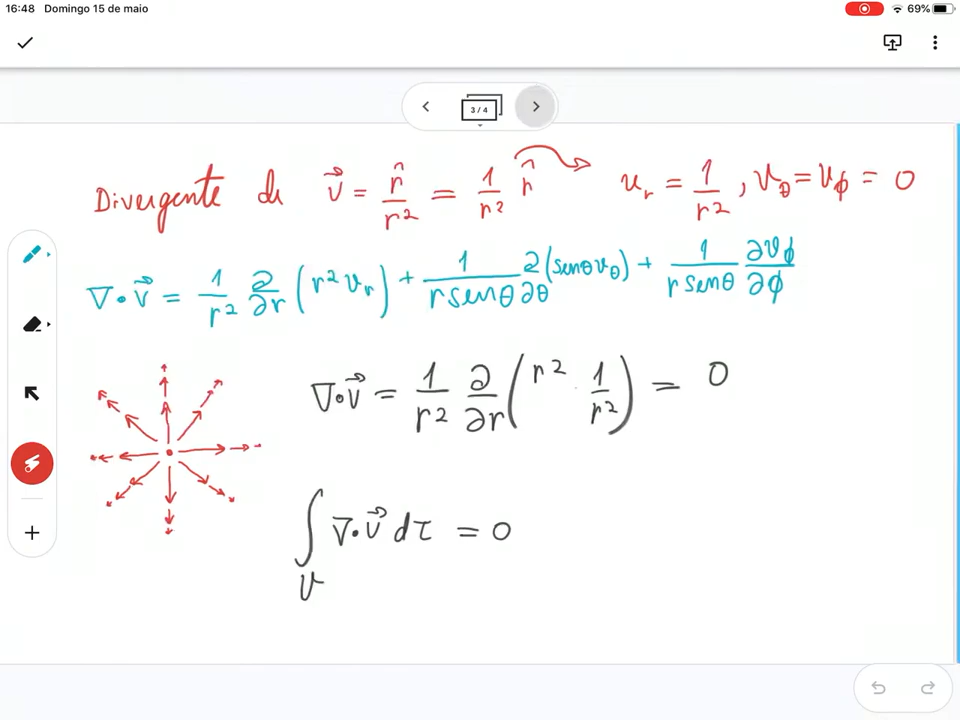 16:48 Domingo 15 de maio 69%
3 / 4
Divergente de v⃗ = r̂/r² = 1/r² r̂ v_r = 1/r² , v_θ = v_ϕ = 0
∇·v⃗ = 1/r² ∂/∂r (r² v_r) + 1/(r senθ) ∂/∂θ (senθ v_θ) + 1/(r senθ) ∂v_ϕ/∂ϕ
∇·v⃗ = 1/r² ∂/∂r (r² 1/r²) = 0
∫_V ∇·v⃗ dτ = 0